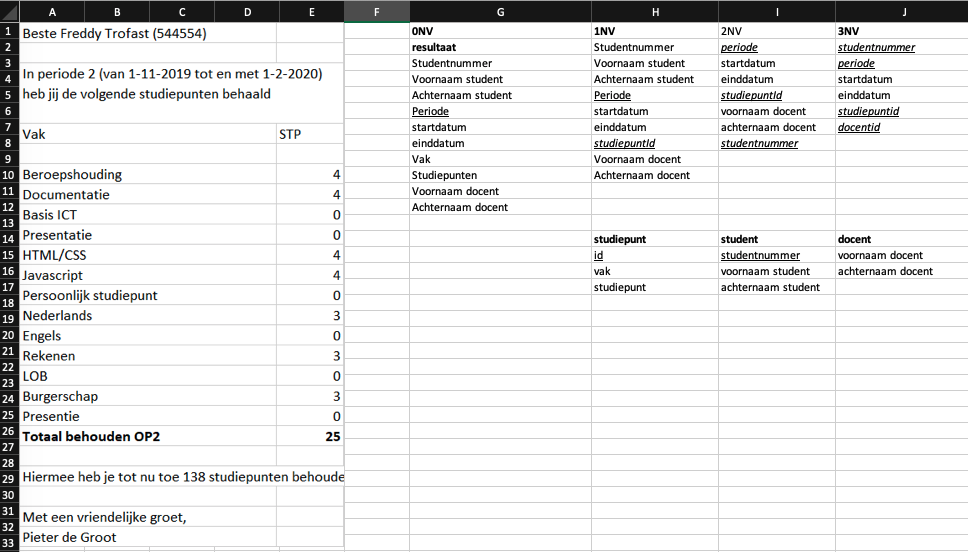 A B C D E F G H I J
1 Beste Freddy Trofast (544554) 0NV 1NV 2NV 3NV
2 resultaat Studentnummer periode studentnummer
3 In periode 2 (van 1-11-2019 tot en met 1-2-2020) Studentnummer Voornaam student startdatum periode
4 Voornaam student Achternaam student einddatum startdatum
5 heb jij de volgende studiepunten behaald Achternaam student Periode studiepuntId einddatum
6 Periode startdatum voornaam docent studiepuntid
7 Vak STP startdatum einddatum achternaam docent docentid
8 einddatum studiepuntId studentnummer
9 Vak Voornaam docent
10 Beroepshouding 4 Studiepunten Achternaam docent
11 Documentatie 4 Voornaam docent
12 Basis ICT 0 Achternaam docent
13
14 Presentatie 0 studiepunt student docent
15 HTML/CSS 4 id studentnummer voornaam docent
16 Javascript 4 vak voornaam student achternaam docent
17 Persoonlijk studiepunt 0 studiepunt achternaam student
18
19 Nederlands 3
20 Engels 0
21 Rekenen 3
22
23 LOB 0
24 Burgerschap 3
25 Presentie 0
26 Totaal behouden OP2 25
27
28
29 Hiermee heb je tot nu toe 138 studiepunten behoude
30
31 Met een vriendelijke groet,
32
33 Pieter de Groot